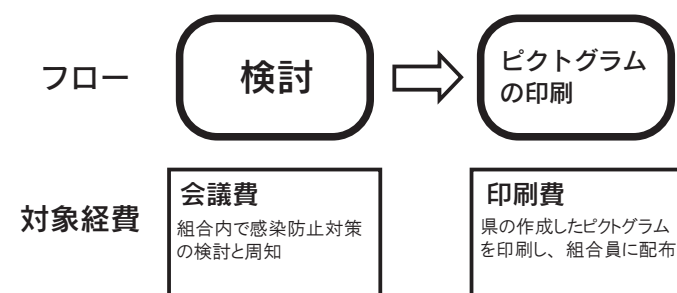 フロー
検討
ピクトグラム
の印刷
対象経費
会議費
組合内で感染防止対策
の検討と周知
印刷費
県の作成したピクトグラム
を印刷し、組合員に配布